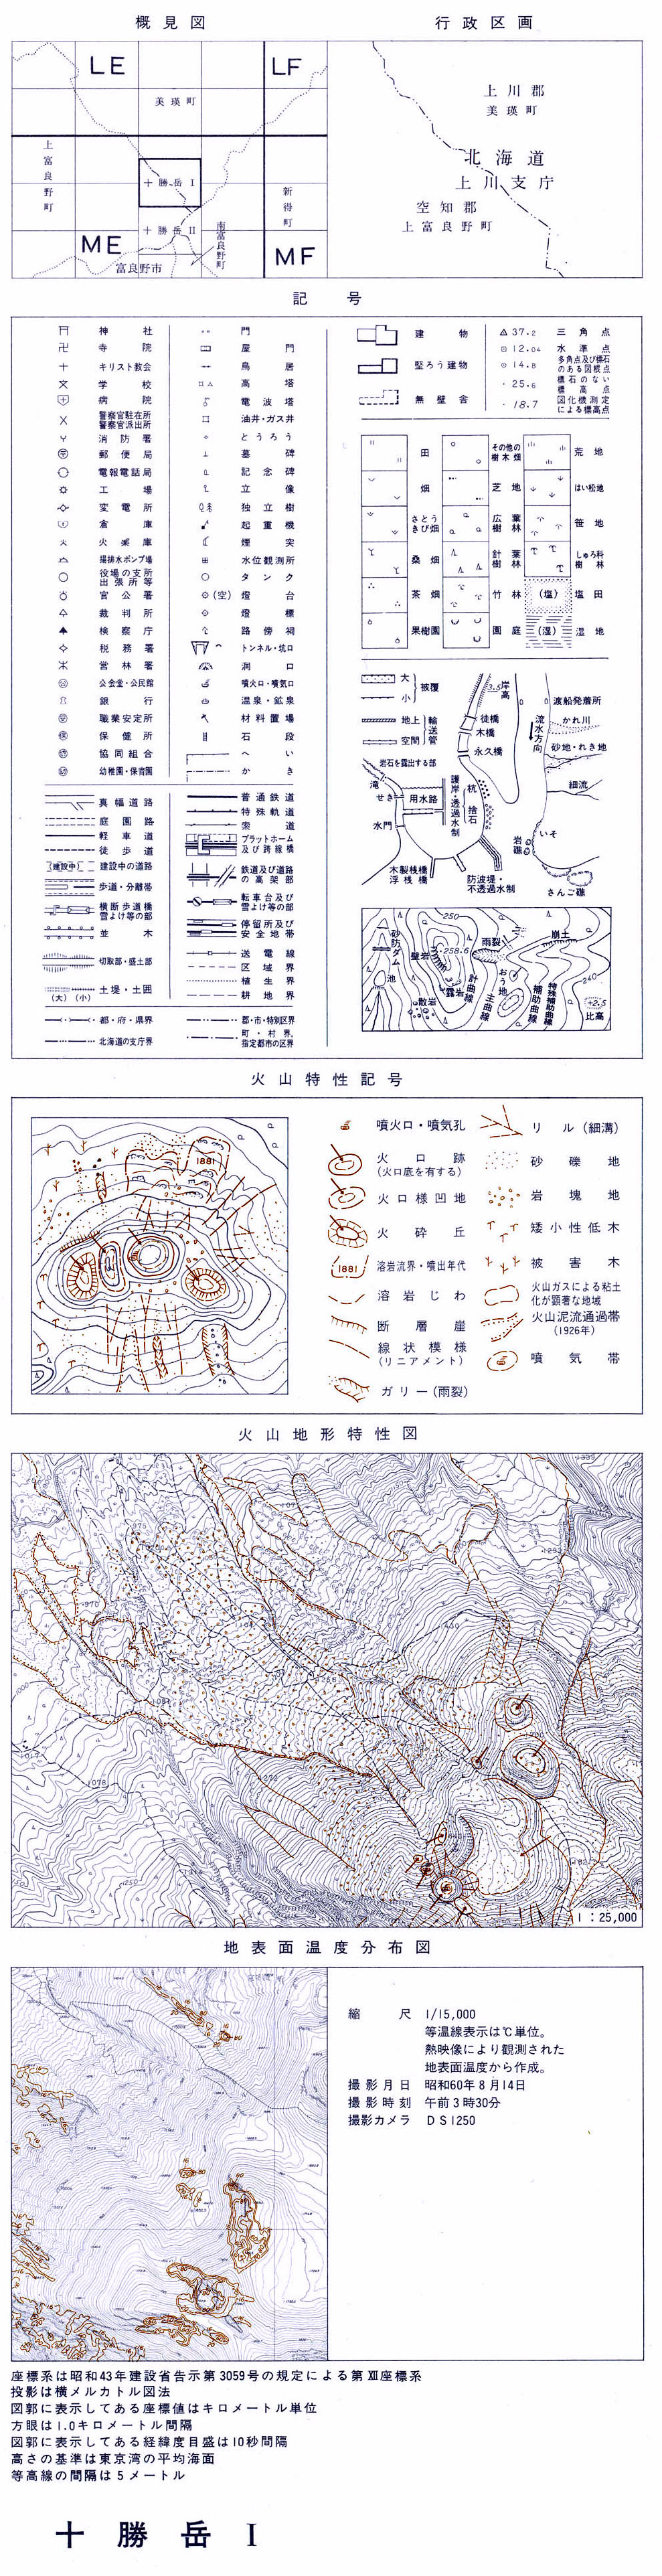 概見図
行政区画
LE
LF
美瑛町
上富良野町
十勝岳Ⅰ
新得町
十勝岳Ⅱ
南富良野町
ME
MF
富良野市
上川郡
美瑛町
北海道
上川支庁
空知郡
上富良野町
記号
神社
寺院
キリスト教会
学校
病院
警察官駐在所
警察官派出所
消防署
郵便局
電報電話局
工場
変電所
倉庫
火薬庫
揚排水ポンプ場
役場の支所
出張所等
官公署
裁判所
検察庁
税務署
営林署
公会堂・公民館
銀行
職業安定所
保健所
協同組合
幼稚園・保育園
門
屋門
鳥居
高塔
電波塔
油井・ガス井
とうろう
墓碑
記念碑
立像
独立樹
起重機
煙突
水位観測所
タンク
(空) 燈台
燈標
路傍祠
トンネル・坑口
洞口
噴火口・噴気口
温泉・鉱泉
材料置場
石段
へい
かき
真幅道路
庭園路
軽車道
徒歩道
(建設中) 建設中の道路
歩道・分離帯
横断歩道橋
雪よけ等の部
並木
切取部・盛土部
土堤・土囲
(大) (小)
都・府・県界
北海道の支庁界
普通鉄道
特殊軌道
索道
プラットホーム
及び跨線橋
鉄道及び道路
の高架部
転車台及び
雪よけ等の部
停留所及び
安全地帯
送電線
区域界
植生界
耕地界
郡・市・特別区界
町・村界、
指定都市の区界
建物
堅ろう建物
無壁舎
37.2 三角点
12.04 水準点
14.8 多角点及び標石のある図根点
25.6 標石のない標高点
18.7 図化機測定による標高点
田
畑
さとうきび畑
桑畑
茶畑
果樹園
その他の樹木畑
芝地
広葉樹林
針葉樹林
竹林
園庭
荒地
はい松地
笹地
しゅろ科樹林
(塩) 塩田
(湿) 湿地
大
小
被覆
地上
空間
輸送管
岩石を露出する部
滝
せき
用水路
水門
木製桟橋
浮桟橋
3.5
岸高
徒橋
木橋
永久橋
護岸・透過水制
杭
捨石
防波堤・
不透過水制
流水方向
渡船発着所
かれ川
砂地・れき地
細流
いそ
岩礁
さんご礁
250
砂防ダム
壁岩
258.6
雨裂
崩土
池
散岩
露岩
計曲線
主曲線
おう地
補助曲線
特殊補助曲線
240
+2.5
比高
火山特性記号
1881
噴火口・噴気孔
火口跡
(火口底を有する)
火口様凹地
火砕丘
1881 溶岩流界・噴出年代
溶岩じわ
断層崖
線状模様
(リニアメント)
ガリー(雨裂)
リル(細溝)
砂礫地
岩塊地
矮小性低木
被害木
火山ガスによる粘土
化が顕著な地域
火山泥流通過帯
(1926年)
噴気帯
火山地形特性図
1:25,000
地表面温度分布図
縮尺 1/15,000
等温線表示は℃単位。
熱映像により観測された
地表面温度から作成。
撮影月日 昭和60年8月14日
撮影時刻 午前3時30分
撮影カメラ DS1250
座標系は昭和43年建設省告示第3059号の規定による第Ⅻ座標系
投影は横メルカトル図法
図郭に表示してある座標値はキロメートル単位
方眼は1.0キロメートル間隔
図郭に表示してある経緯度目盛は10秒間隔
高さの基準は東京湾の平均海面
等高線の間隔は5メートル
十勝岳Ⅰ